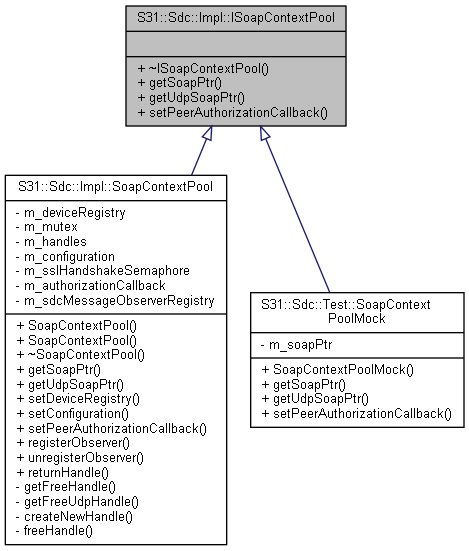 S31::Sdc::Impl::ISoapContextPool
+ ~ISoapContextPool()
+ getSoapPtr()
+ getUdpSoapPtr()
+ setPeerAuthorizationCallback()
S31::Sdc::Impl::SoapContextPool
- m_deviceRegistry
- m_mutex
- m_handles
- m_configuration
- m_sslHandshakeSemaphore
- m_authorizationCallback
- m_sdcMessageObserverRegistry
+ SoapContextPool()
+ SoapContextPool()
+ ~SoapContextPool()
+ getSoapPtr()
+ getUdpSoapPtr()
+ setDeviceRegistry()
+ setConfiguration()
+ setPeerAuthorizationCallback()
+ registerObserver()
+ unregisterObserver()
+ returnHandle()
- getFreeHandle()
- getFreeUdpHandle()
- createNewHandle()
- freeHandle()
S31::Sdc::Test::SoapContext
PoolMock
- m_soapPtr
+ SoapContextPoolMock()
+ getSoapPtr()
+ getUdpSoapPtr()
+ setPeerAuthorizationCallback()